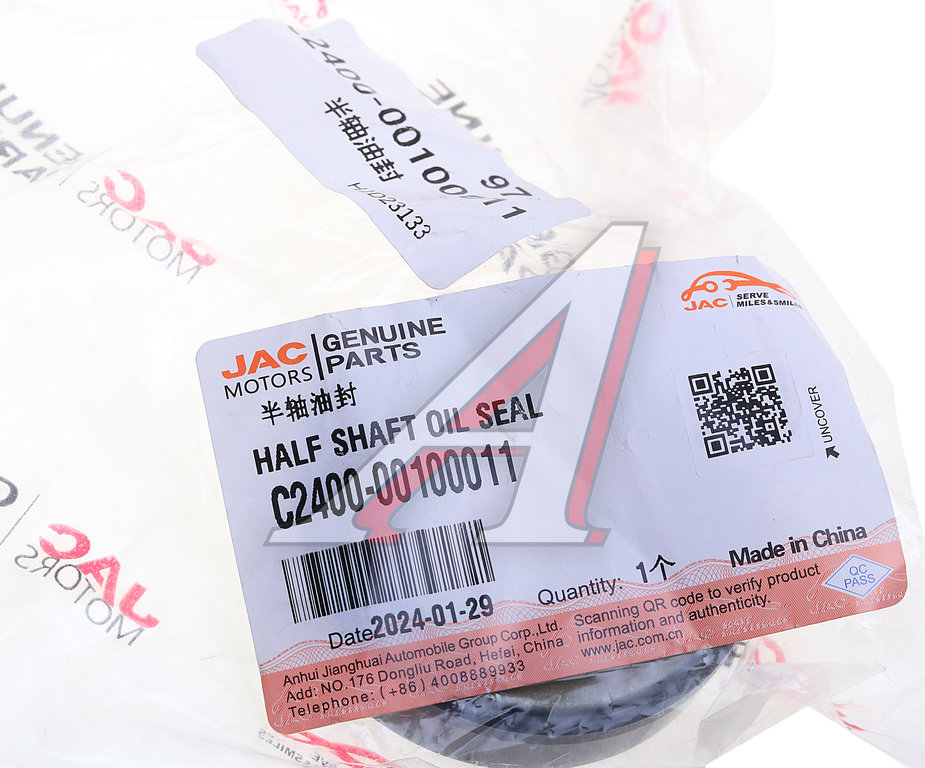 C2400-00100011
97
半轴油封
H/D23133
JAC
MOTORS
GENUINE
PARTS
JAC
SERVE
MILES&SMILES
半轴油封
HALF SHAFT OIL SEAL
C2400-00100011
UNCOVER
Quantity: 1个
Made in China
Date2024-01-29
QC
PASS
Anhui Jianghuai Automobile Group Corp.,Ltd.
Add: NO.176 Dongliu Road, Hefei, China
Telephone: (+86) 4008889933
Scanning QR code to verify product
information and authenticity.
www.jac.com.cn
JAC
MOTORS
JAC
MOTORS